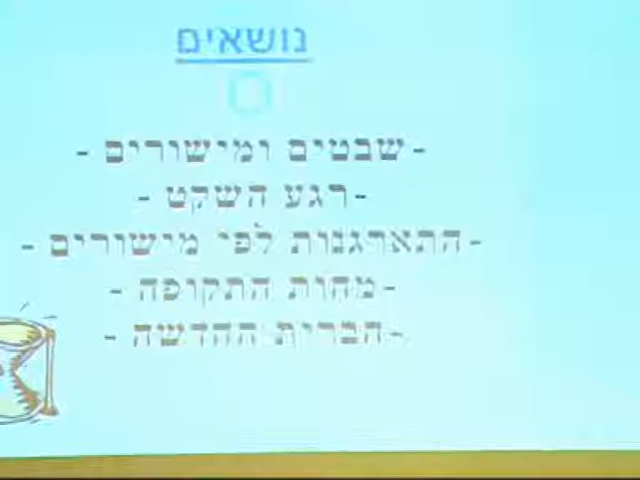 נושאים
-שבטים ומישורים-
-רגע השקט-
-התארגנות לפי מישורים-
-מהות התקופה-
-הברית החדשה-